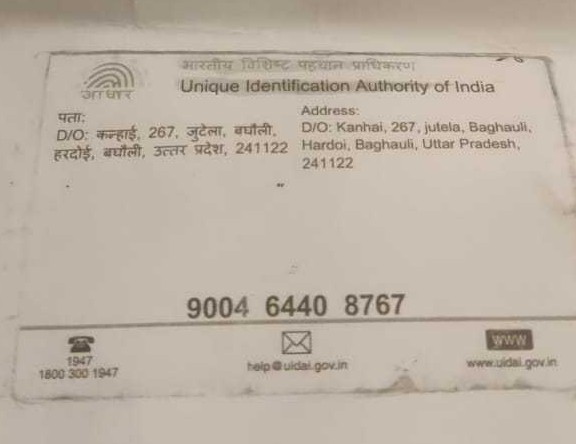 भारतीय विशिष्ट पहचान प्राधिकरण
आधार
Unique Identification Authority of India
पता:
D/O: कन्हाई, 267, जुटेला, बघौली,
हरदोई, बघौली, उत्तर प्रदेश, 241122
Address:
D/O: Kanhai, 267, jutela, Baghauli,
Hardoi, Baghauli, Uttar Pradesh,
241122
9004 6440 8767
1947
1800 300 1947
help@uidai.gov.in
www
www.uidai.gov.in